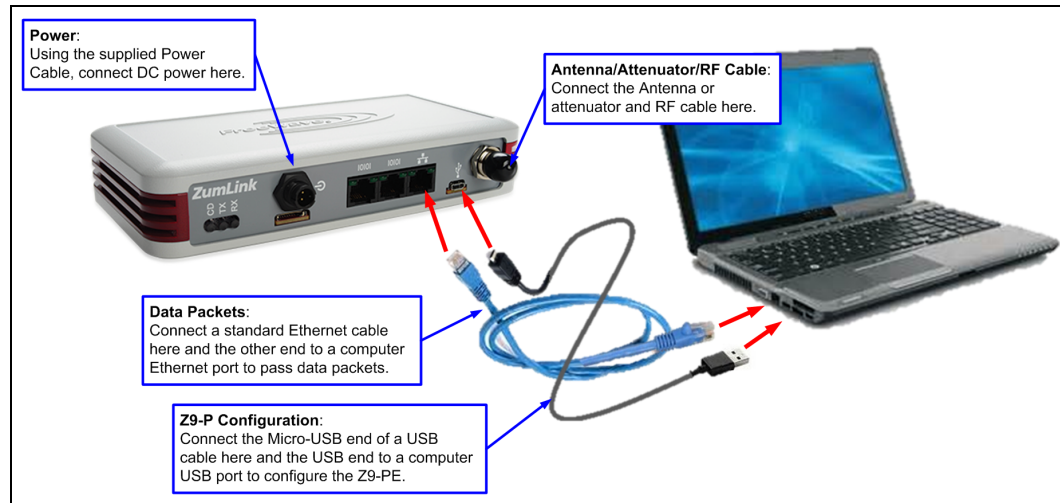 Power:
Using the supplied Power
Cable, connect DC power here.
Antenna/Attenuator/RF Cable:
Connect the Antenna or
attenuator and RF cable here.
ZumLink
CD
TX
RX
IOIOI
IOIOI
Data Packets:
Connect a standard Ethernet cable
here and the other end to a computer
Ethernet port to pass data packets.
Z9-P Configuration:
Connect the Micro-USB end of a USB
cable here and the USB end to a computer
USB port to configure the Z9-PE.